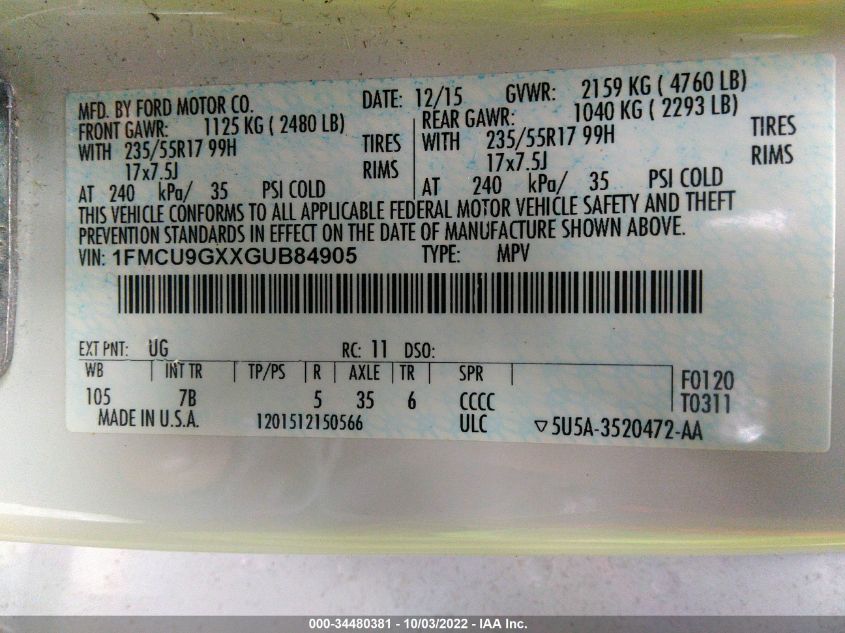 MFD. BY FORD MOTOR CO. DATE: 12/15 GVWR: 2159 KG ( 4760 LB)
FRONT GAWR: 1125 KG ( 2480 LB) REAR GAWR: 1040 KG ( 2293 LB)
WITH 235/55R17 99H TIRES WITH 235/55R17 99H TIRES
17x7.5J RIMS 17x7.5J RIMS
AT 240 kPa/ 35 PSI COLD AT 240 kPa/ 35 PSI COLD
THIS VEHICLE CONFORMS TO ALL APPLICABLE FEDERAL MOTOR VEHICLE SAFETY AND THEFT
PREVENTION STANDARDS IN EFFECT ON THE DATE OF MANUFACTURE SHOWN ABOVE.
VIN: 1FMCU9GXXGUB84905 TYPE: MPV
EXT PNT: UG RC: 11 DSO:
WB INT TR TP/PS R AXLE TR SPR F0120
105 7B 5 35 6 CCCC T0311
MADE IN U.S.A. 1201512150566 ULC ▽5U5A-3520472-AA
000-34480381 - 10/03/2022 - IAA Inc.